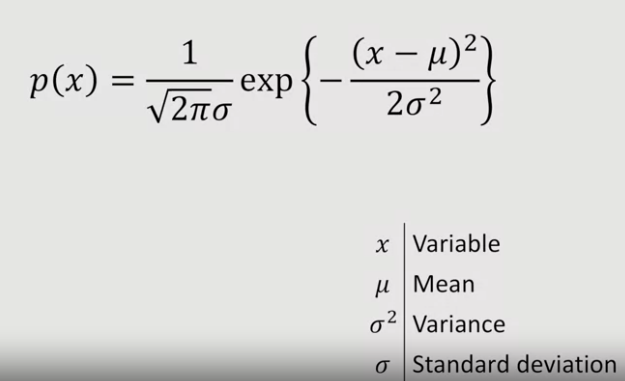 p(x) = 1/(√2π σ) exp{−(x − μ)²/(2σ²)}
x | Variable
μ | Mean
σ² | Variance
σ | Standard deviation